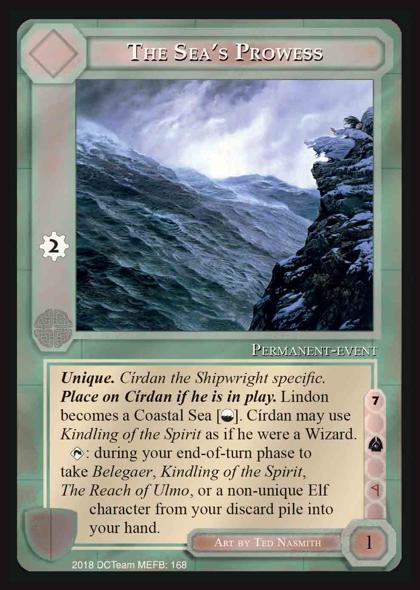 The Sea's Prowess
2
Permanent-event
Unique. Círdan the Shipwright specific.
Place on Círdan if he is in play. Lindon
becomes a Coastal Sea []. Círdan may use
Kindling of the Spirit as if he were a Wizard.
: during your end-of-turn phase to
take Belegaer, Kindling of the Spirit,
The Reach of Ulmo, or a non-unique Elf
character from your discard pile into
your hand.
7
Art by Ted Nasmith
1
2018 DCTeam MEFB: 168